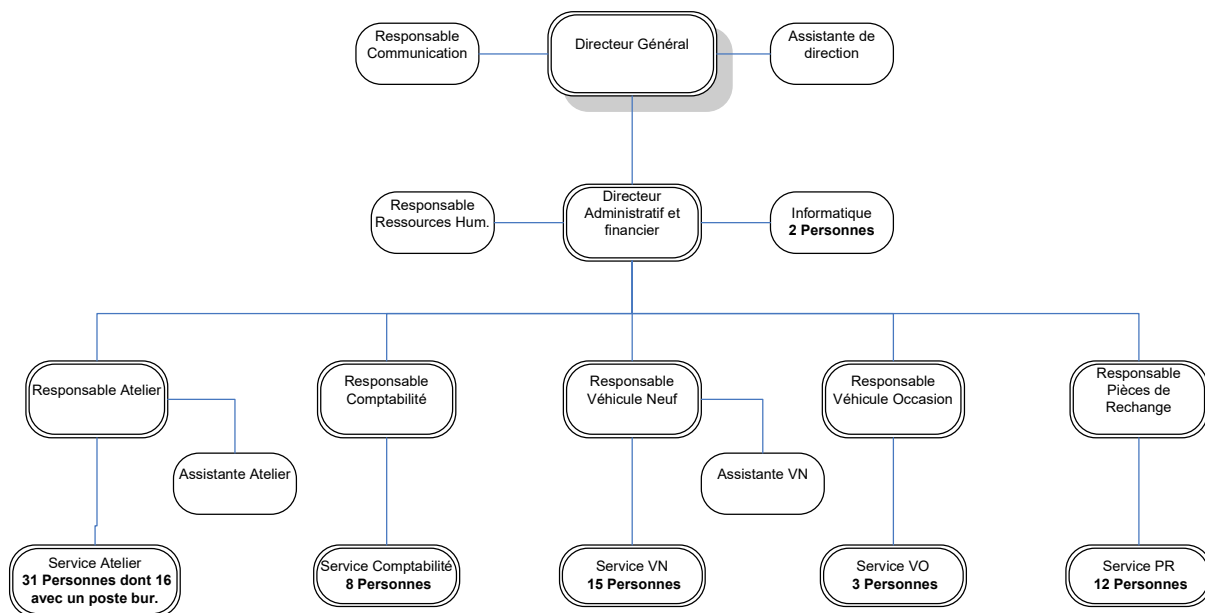 Responsable
Communication
Directeur Général
Assistante de
direction
Responsable
Ressources Hum.
Directeur
Administratif et
financier
Informatique
2 Personnes
Responsable Atelier
Responsable
Comptabilité
Responsable
Véhicule Neuf
Responsable
Véhicule Occasion
Responsable
Pièces de
Rechange
Assistante Atelier
Assistante VN
Service Atelier
31 Personnes dont 16
avec un poste bur.
Service Comptabilité
8 Personnes
Service VN
15 Personnes
Service VO
3 Personnes
Service PR
12 Personnes